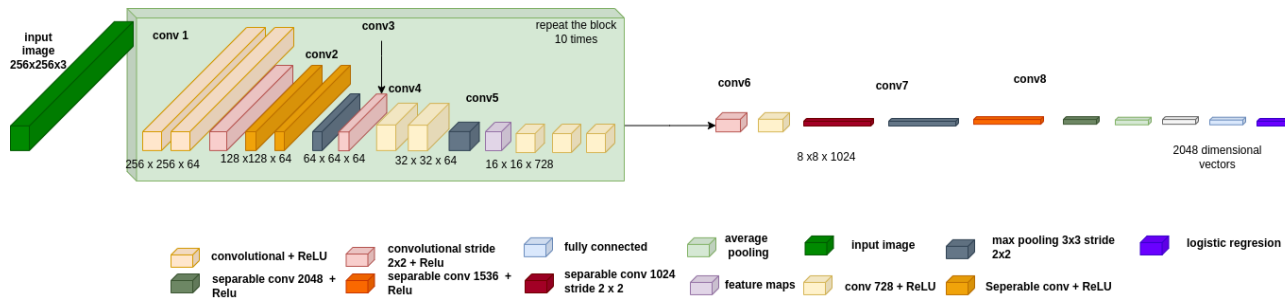 input
image
256x256x3
conv 1
conv2
conv3
conv4
conv5
repeat the block
10 times
256 x 256 x 64
128 x128 x 64
64 x 64 x 64
32 x 32 x 64
16 x 16 x 728
conv6
conv7
conv8
8 x8 x 1024
2048 dimensional
vectors
convolutional + ReLU
convolutional stride
2x2 + Relu
fully connected
average
pooling
input image
max pooling 3x3 stride
2x2
logistic regresion
separable conv 2048 +
Relu
separable conv 1536 +
Relu
separable conv 1024
stride 2 x 2
feature maps
conv 728 + ReLU
Seperable conv + ReLU